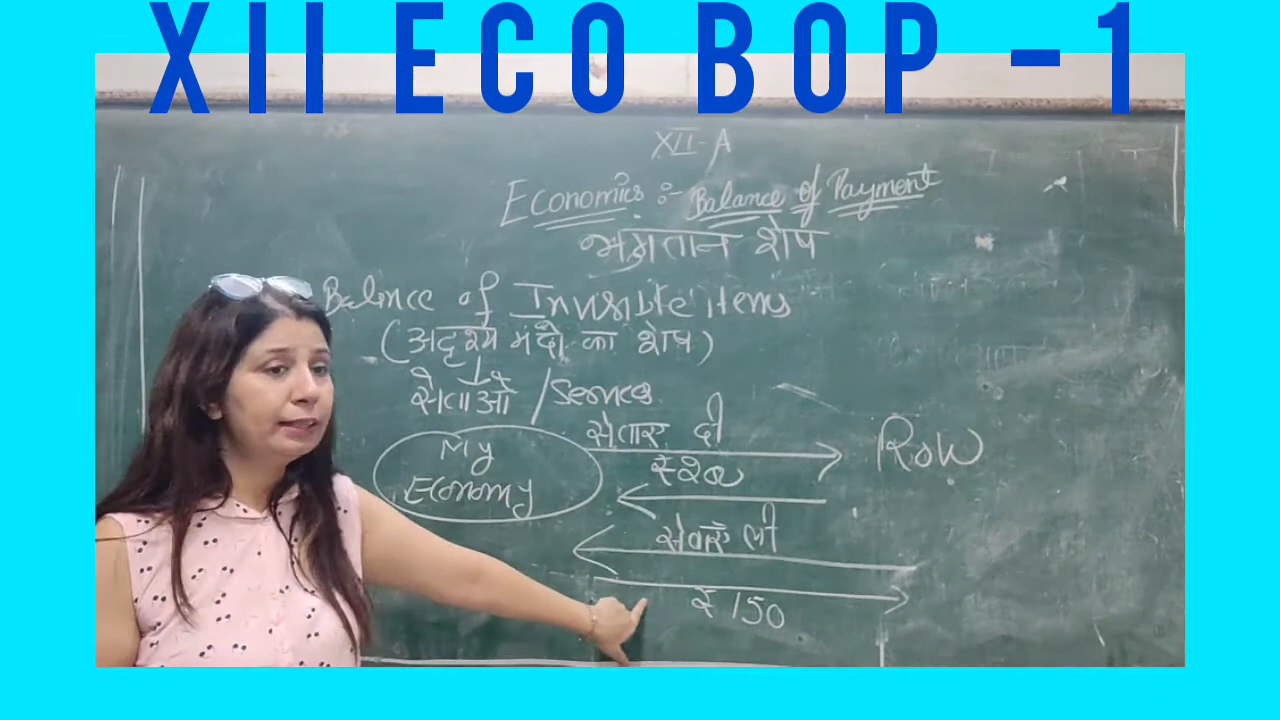 XII ECO BOP -1
XII-A
Economics :- Balance of Payment
भुगतान शेष
Balance of Invisible items
(अदृश्य मदों का शेष)
सेवाओं / Services
My
Economy
सेवाए दी
ROW
₹200
सेवाएँ ली
₹150